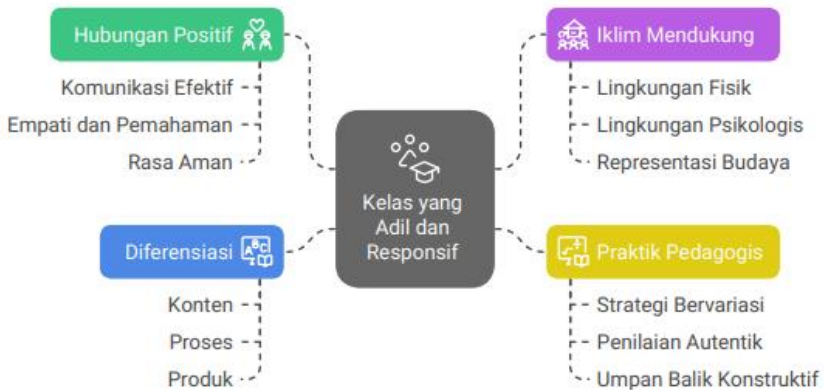 Hubungan Positif
Komunikasi Efektif
Empati dan Pemahaman
Rasa Aman
Iklim Mendukung
Lingkungan Fisik
Lingkungan Psikologis
Representasi Budaya
Kelas yang
Adil dan
Responsif
Diferensiasi
Konten
Proses
Produk
Praktik Pedagogis
Strategi Bervariasi
Penilaian Autentik
Umpan Balik Konstruktif